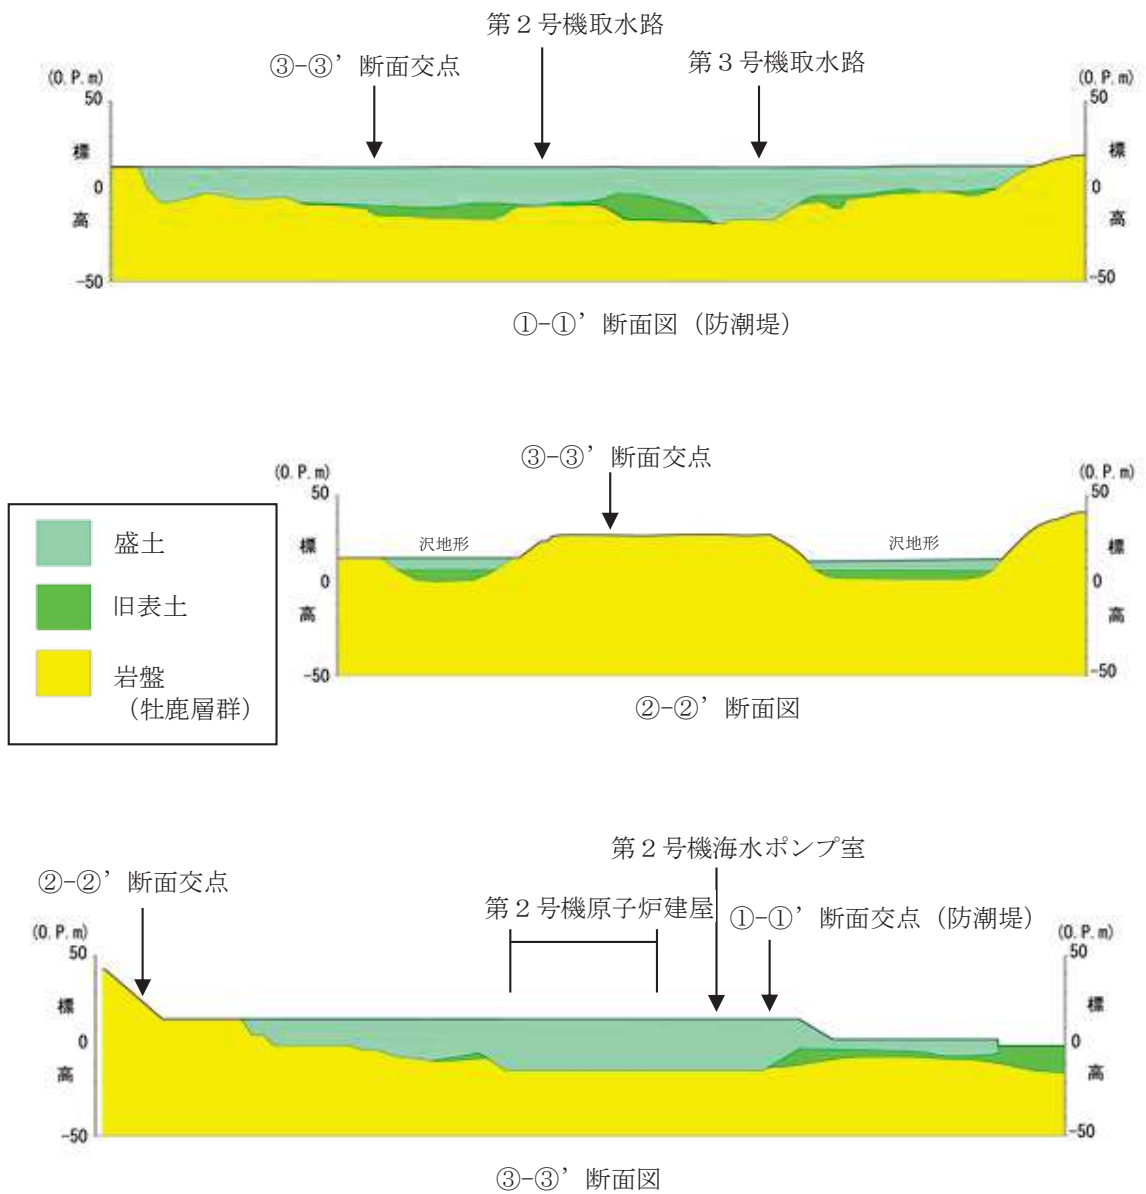 第２号機取水路
③-③’断面交点
第３号機取水路
(O.P.m)
(O.P.m)
50
50
標
標
0
0
高
高
-50
-50
①-①’断面図（防潮堤）
③-③’断面交点
(O.P.m)
(O.P.m)
50
50
標
沢地形
沢地形
標
0
0
高
高
-50
-50
②-②’断面図
盛土
旧表土
岩盤
（牡鹿層群）
第２号機海水ポンプ室
②-②’断面交点
第２号機原子炉建屋
①-①’断面交点（防潮堤）
(O.P.m)
(O.P.m)
50
50
標
標
0
0
高
高
-50
-50
③-③’断面図